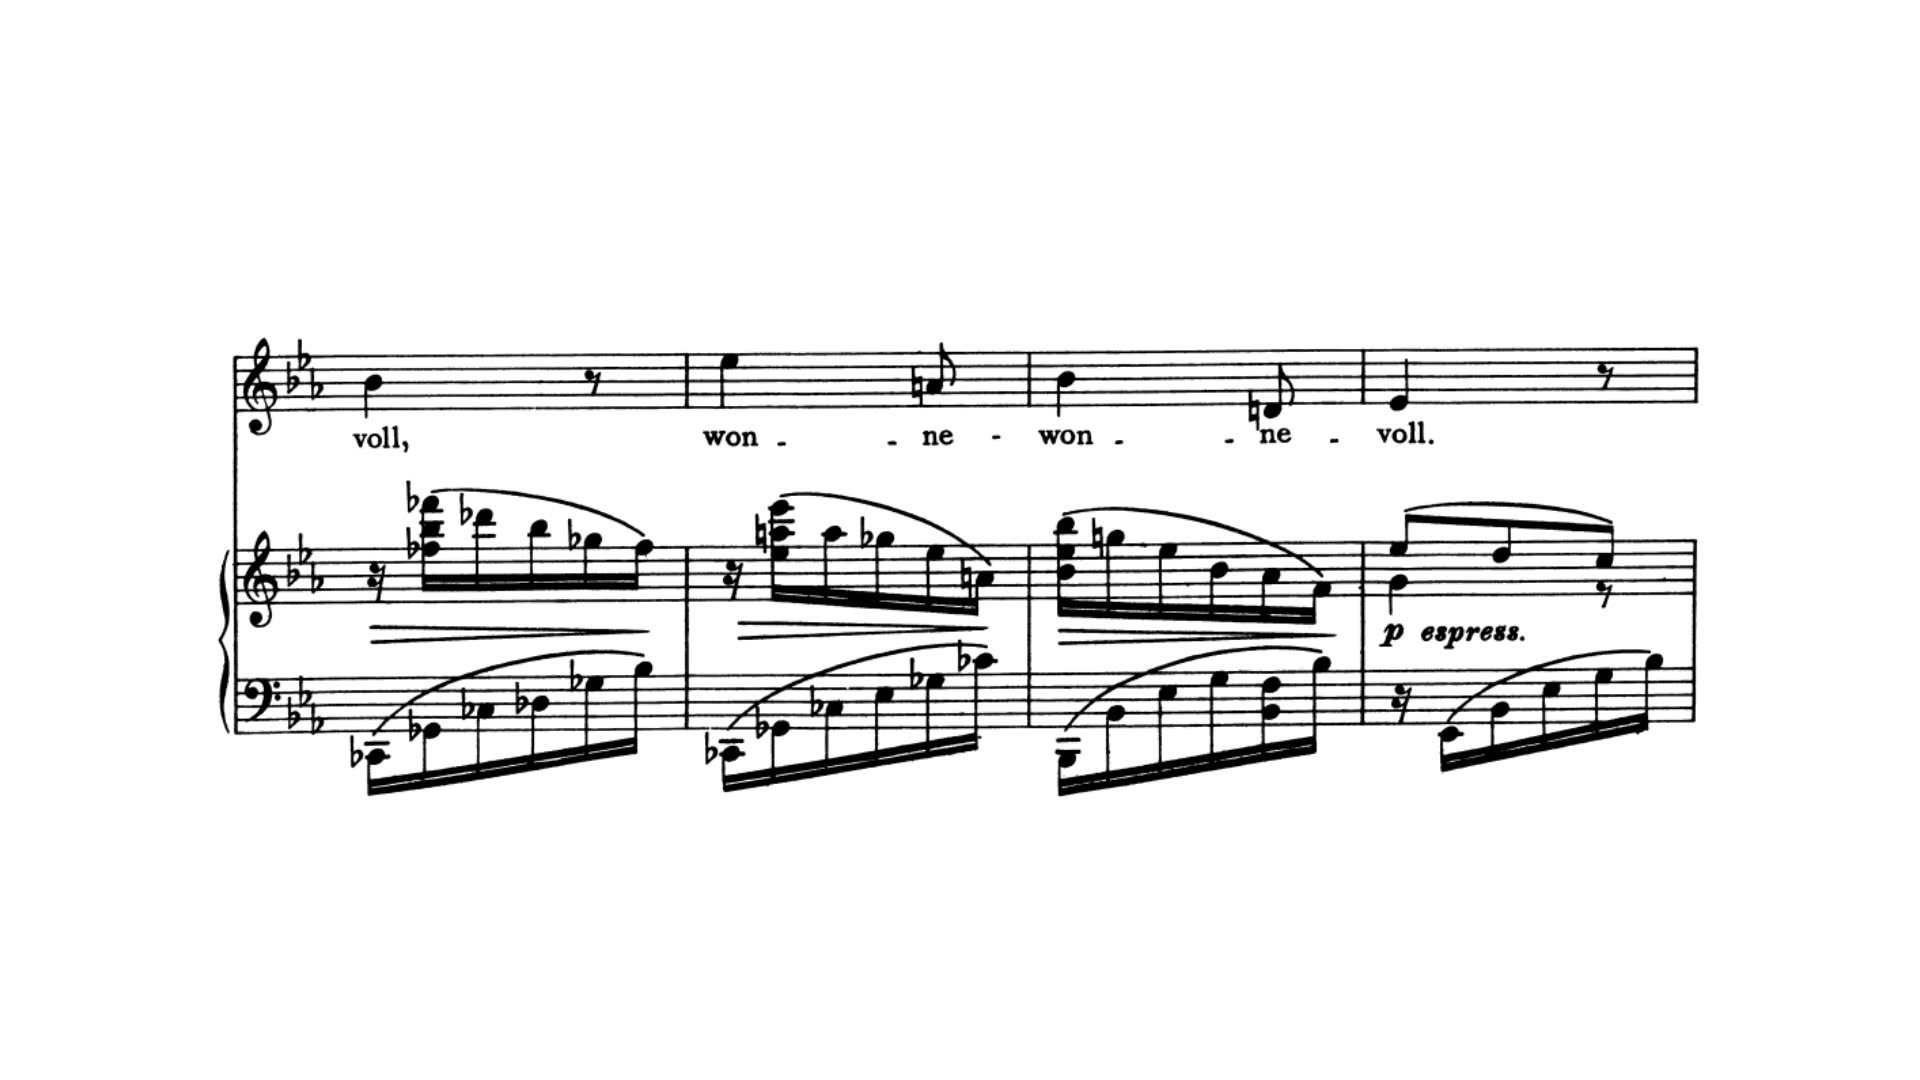 voll, won - - ne - won - - ne - voll.
p espress.